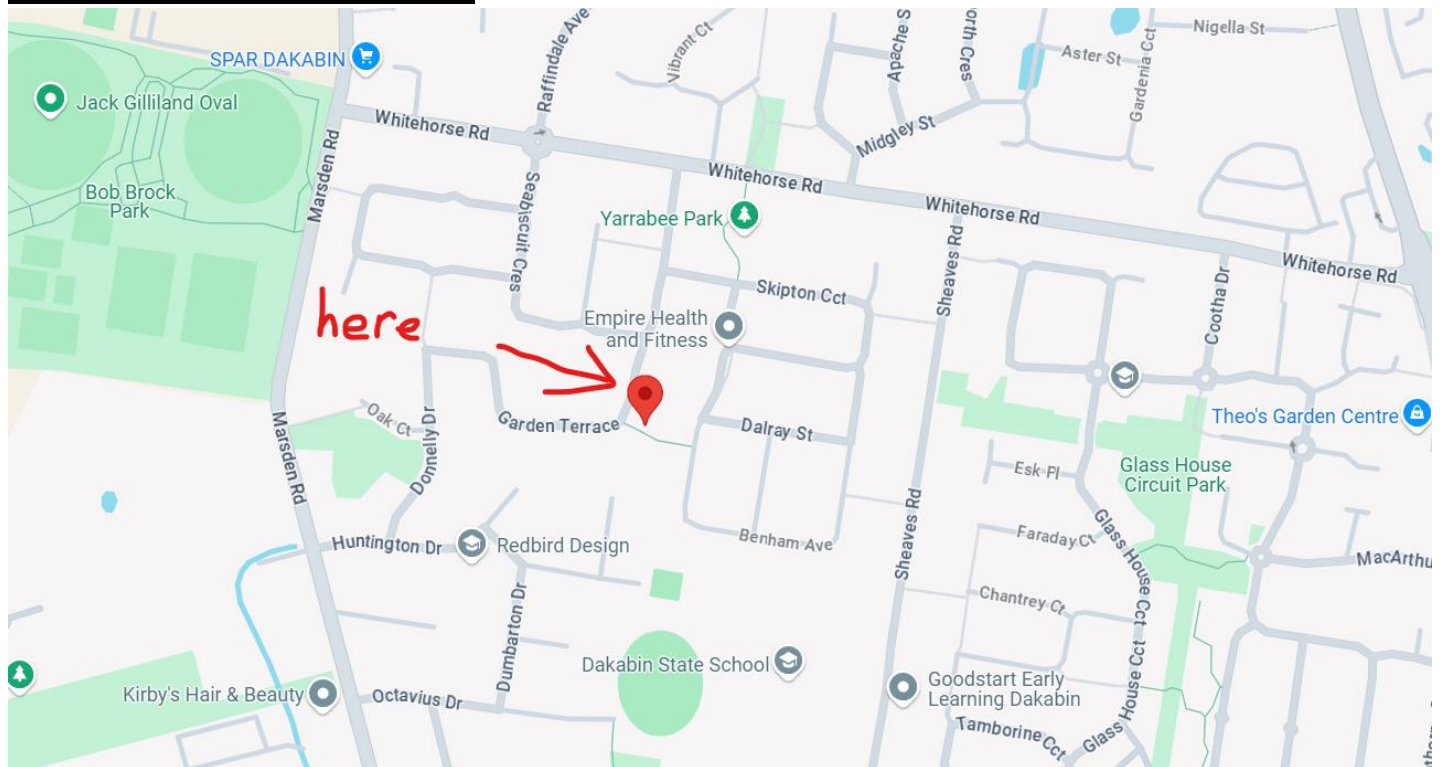 Nigella St
Raffindale Ave
Vibrant Ct
Apache S
orth Cres
Aster St
Gardenia Cct
SPAR DAKABIN
Jack Gilliland Oval
Whitehorse Rd
Midgley St
Marsden Rd
Whitehorse Rd
Bob Brock
Park
Seabiscuit Cres
Yarrabee Park
Whitehorse Rd
Whitehorse Rd
Sheaves Rd
Cootha Dr
Skipton Cct
here
Empire Health
and Fitness
Oak Ct
Donnelly Dr
Garden Terrace
Dalray St
Theo's Garden Centre
Marsden Rd
Esk Pl
Glass House
Circuit Park
Huntington Dr
Redbird Design
Benham Ave
Sheaves Rd
Faraday Ct
Glass House Cct
MacArthu
Dumbarton Dr
Chantrey Ct
Dakabin State School
Kirby's Hair & Beauty
Octavius Dr
Goodstart Early
Learning Dakabin
Tamborine Cct
Glass House Cct